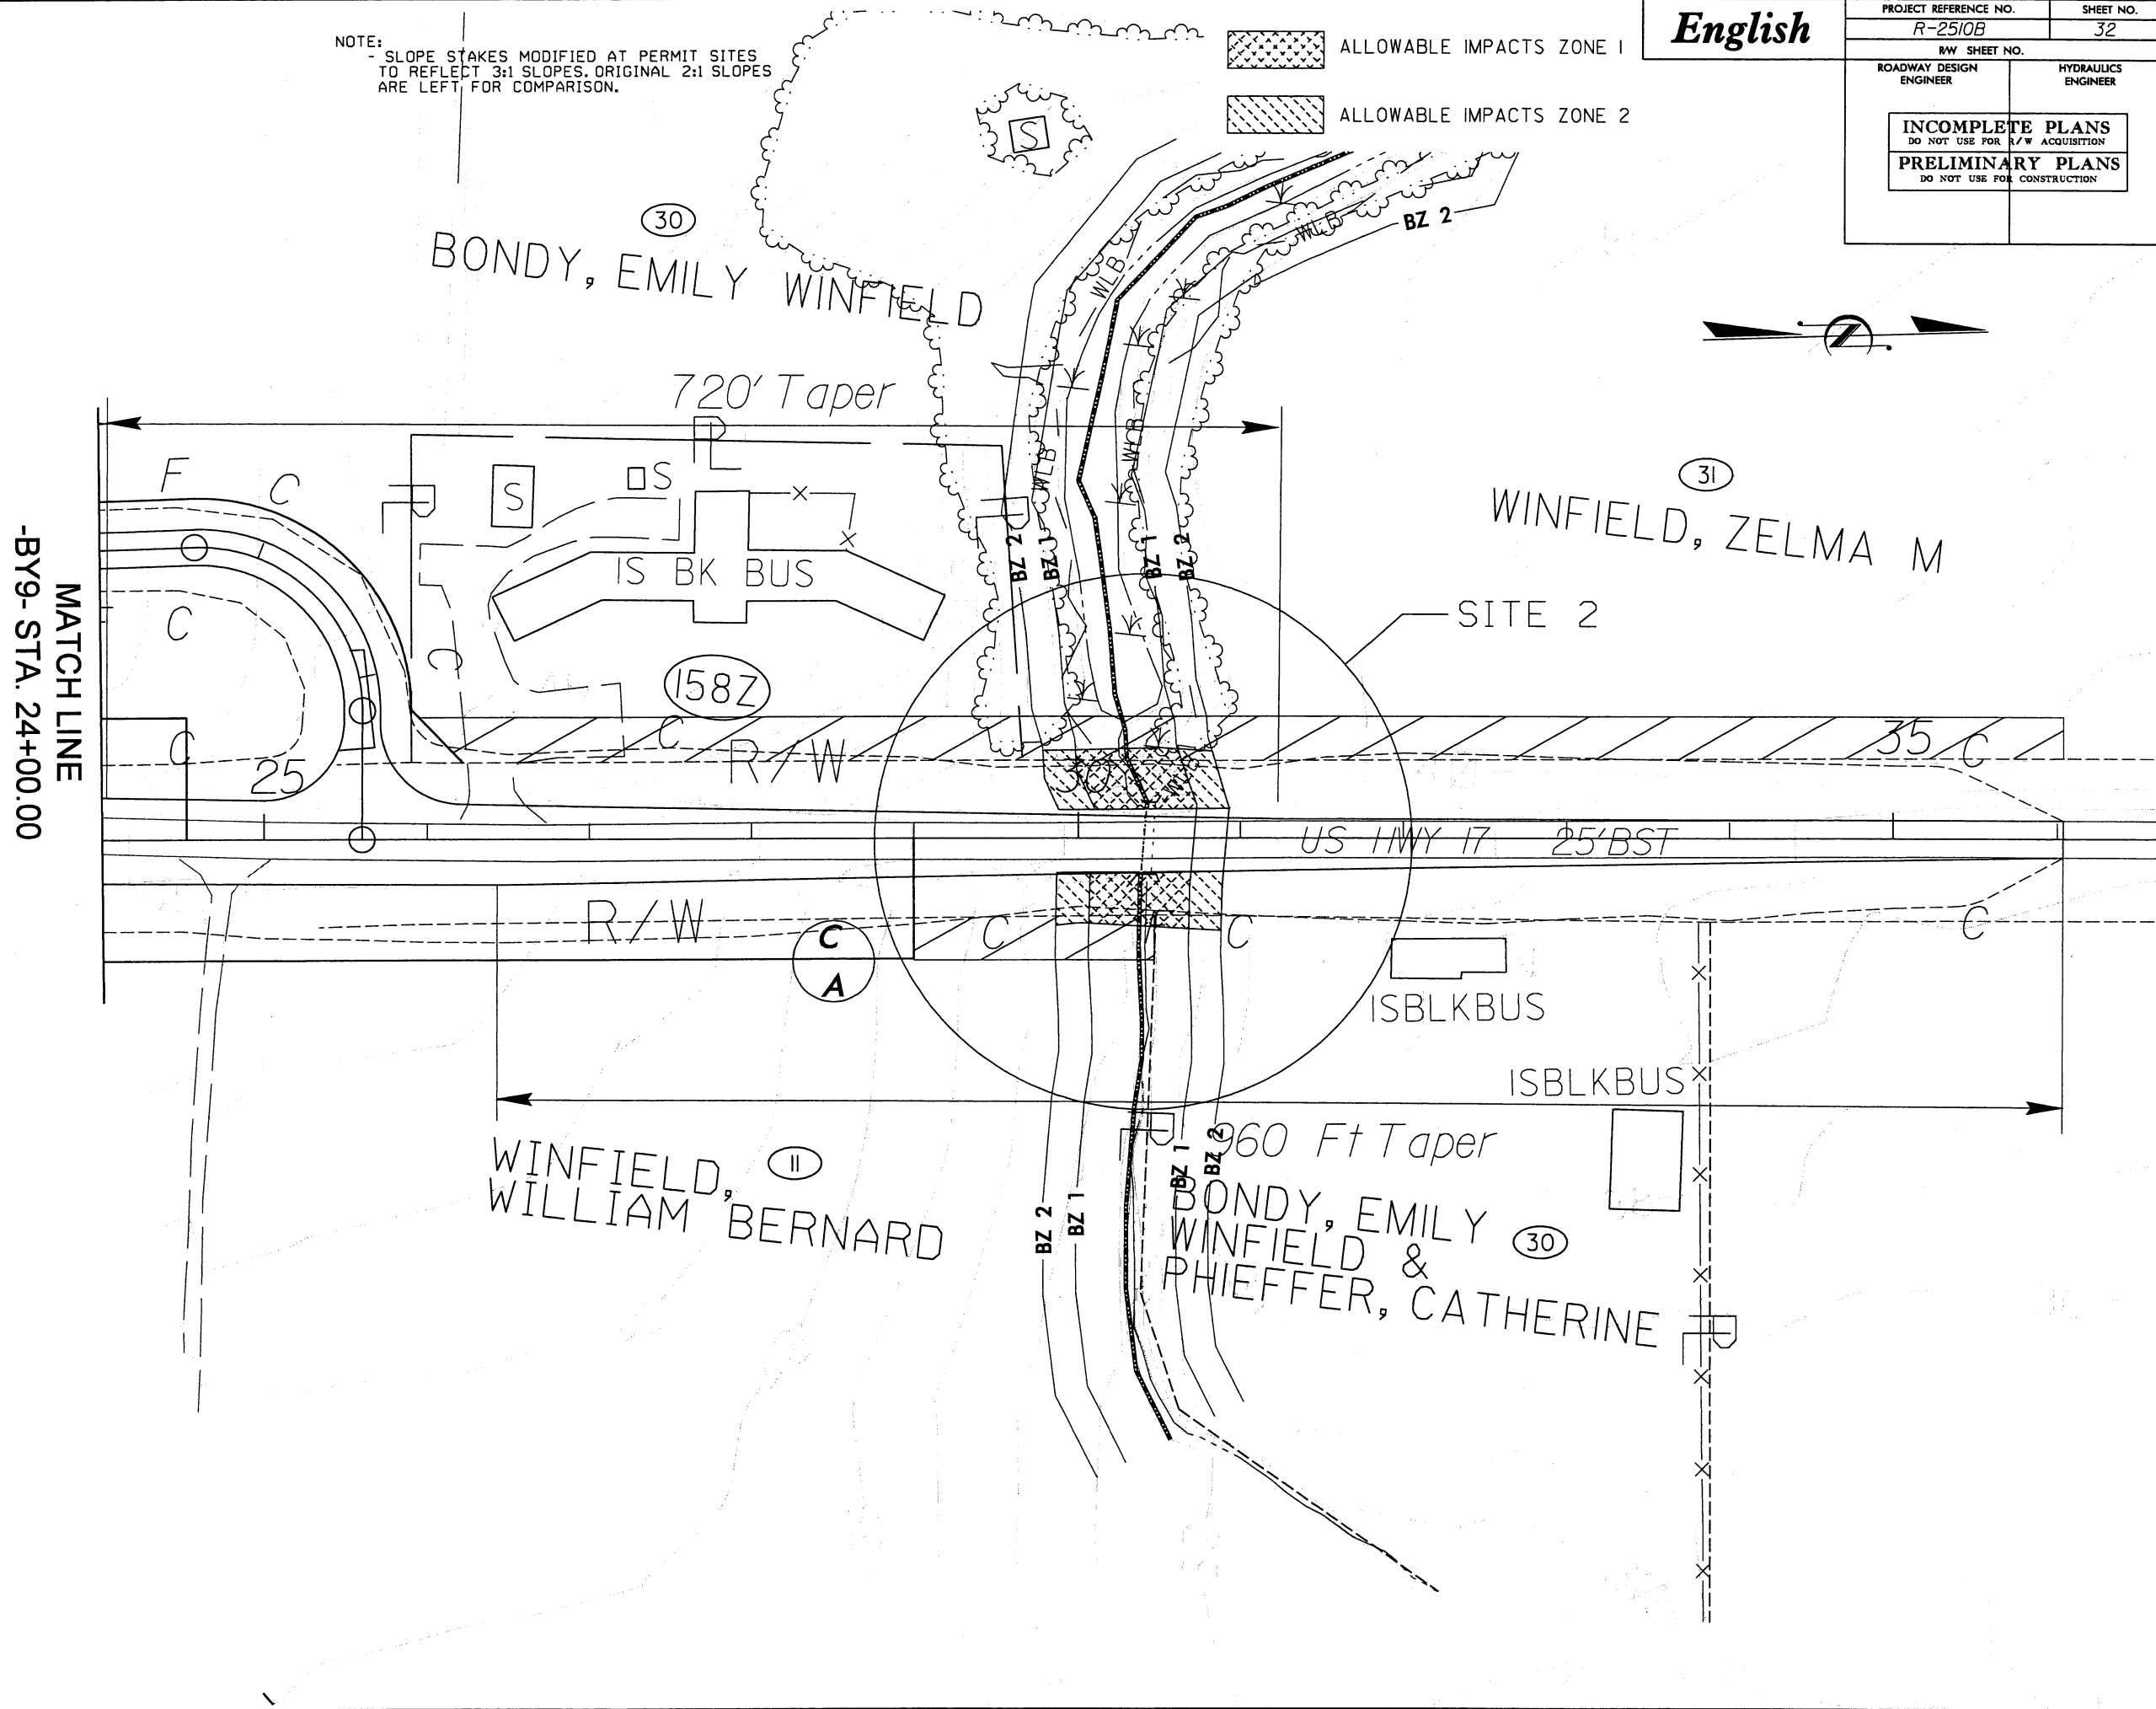 NOTE:
- SLOPE STAKES MODIFIED AT PERMIT SITES
TO REFLECT 3:1 SLOPES. ORIGINAL 2:1 SLOPES
ARE LEFT FOR COMPARISON.
ALLOWABLE IMPACTS ZONE 1
ALLOWABLE IMPACTS ZONE 2
English
PROJECT REFERENCE NO.
SHEET NO.
R-2510B
32
RW SHEET NO.
ROADWAY DESIGN
ENGINEER
HYDRAULICS
ENGINEER
INCOMPLETE PLANS
DO NOT USE FOR R/W ACQUISITION
PRELIMINARY PLANS
DO NOT USE FOR CONSTRUCTION
S
30
BONDY, EMILY WINFIELD
WLB
WLB
BZ 2
720' Taper
F
C
S
S
WLB
WLB
31
WINFIELD, ZELMA M
IS BK BUS
BZ 2
BZ 1
BZ 1
BZ 2
SITE 2
C
C
158Z
MATCH LINE
-BY9- STA. 24+00.00
C
25
C
R/W
30
35
C
US HWY 17
25'BST
R/W
C
A
C
C
C
ISBLKBUS
ISBLKBUS
960 Ft Taper
WINFIELD,
WILLIAM BERNARD
11
BZ 2
BZ 1
BZ 1
BZ 2
BONDY, EMILY
WINFIELD &
PHIEFFER, CATHERINE
30